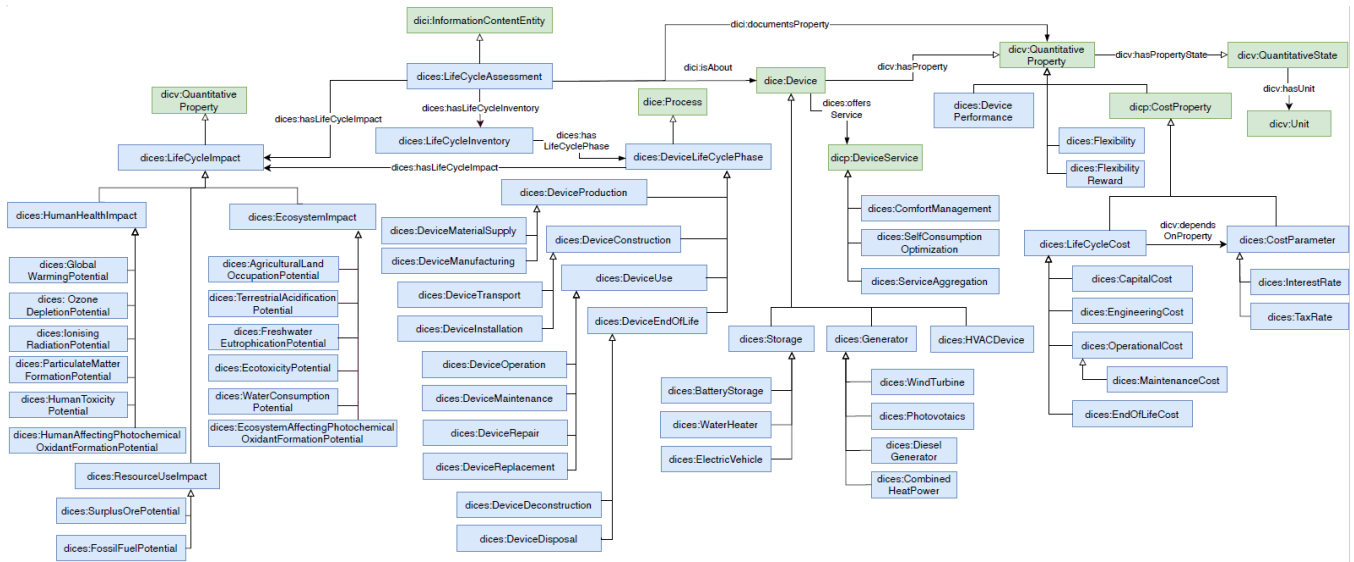 dici:InformationContentEntity
dici:documentsProperty
dices:LifeCycleAssessment
dici:isAbout
dice:Device
dicv:hasProperty
dicv:Quantitative
Property
dicv:hasPropertyState
dicv:QuantitativeState
dicv:hasUnit
dicv:Unit
dicv:Quantitative
Property
dices:hasLifeCycleImpact
dices:hasLifeCycleInventory
dice:Process
dices:offers
Service
dices:Device
Performance
dicp:CostProperty
dices:LifeCycleImpact
dices:LifeCycleInventory
dices:has
LifeCyclePhase
dices:DeviceLifeCyclePhase
dices:hasLifeCycleImpact
dicp:DeviceService
dices:Flexibility
dices:Flexibility
Reward
dices:HumanHealthImpact
dices:Global
WarmingPotential
dices: Ozone
DepletionPotential
dices:Ionising
RadiationPotential
dices:ParticulateMatter
FormationPotential
dices:HumanToxicity
Potential
dices:HumanAffectingPhotochemical
OxidantFormationPotential
dices:EcosystemImpact
dices:AgriculturalLand
OccupationPotential
dices:TerrestrialAcidification
Potential
dices:Freshwater
EutrophicationPotential
dices:EcotoxicityPotential
dices:WaterConsumption
Potential
dices:EcosystemAffectingPhotochemical
OxidantFormationPotential
dices:ResourceUseImpact
dices:SurplusOrePotential
dices:FossilFuelPotential
dices:DeviceProduction
dices:DeviceMaterialSupply
dices:DeviceManufacturing
dices:DeviceConstruction
dices:DeviceTransport
dices:DeviceInstallation
dices:DeviceUse
dices:DeviceOperation
dices:DeviceMaintenance
dices:DeviceRepair
dices:DeviceReplacement
dices:DeviceEndOfLife
dices:DeviceDeconstruction
dices:DeviceDisposal
dices:ComfortManagement
dices:SelfConsumption
Optimization
dices:ServiceAggregation
dices:Storage
dices:BatteryStorage
dices:WaterHeater
dices:ElectricVehicle
dices:Generator
dices:WindTurbine
dices:Photovotaics
dices:Diesel
Generator
dices:Combined
HeatPower
dices:HVACDevice
dices:LifeCycleCost
dicv:depends
OnProperty
dices:CostParameter
dices:CapitalCost
dices:EngineeringCost
dices:OperationalCost
dices:MaintenanceCost
dices:EndOfLifeCost
dices:InterestRate
dices:TaxRate